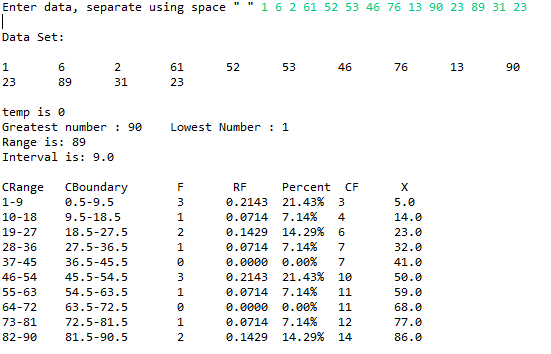 Enter data, separate using space " " 1 6 2 61 52 53 46 76 13 90 23 89 31 23
Data Set:
1 6 2 61 52 53 46 76 13 90
23 89 31 23
temp is 0
Greatest number : 90 Lowest Number : 1
Range is: 89
Interval is: 9.0
CRange CBoundary F RF Percent CF X
1-9 0.5-9.5 3 0.2143 21.43% 3 5.0
10-18 9.5-18.5 1 0.0714 7.14% 4 14.0
19-27 18.5-27.5 2 0.1429 14.29% 6 23.0
28-36 27.5-36.5 1 0.0714 7.14% 7 32.0
37-45 36.5-45.5 0 0.0000 0.00% 7 41.0
46-54 45.5-54.5 3 0.2143 21.43% 10 50.0
55-63 54.5-63.5 1 0.0714 7.14% 11 59.0
64-72 63.5-72.5 0 0.0000 0.00% 11 68.0
73-81 72.5-81.5 1 0.0714 7.14% 12 77.0
82-90 81.5-90.5 2 0.1429 14.29% 14 86.0